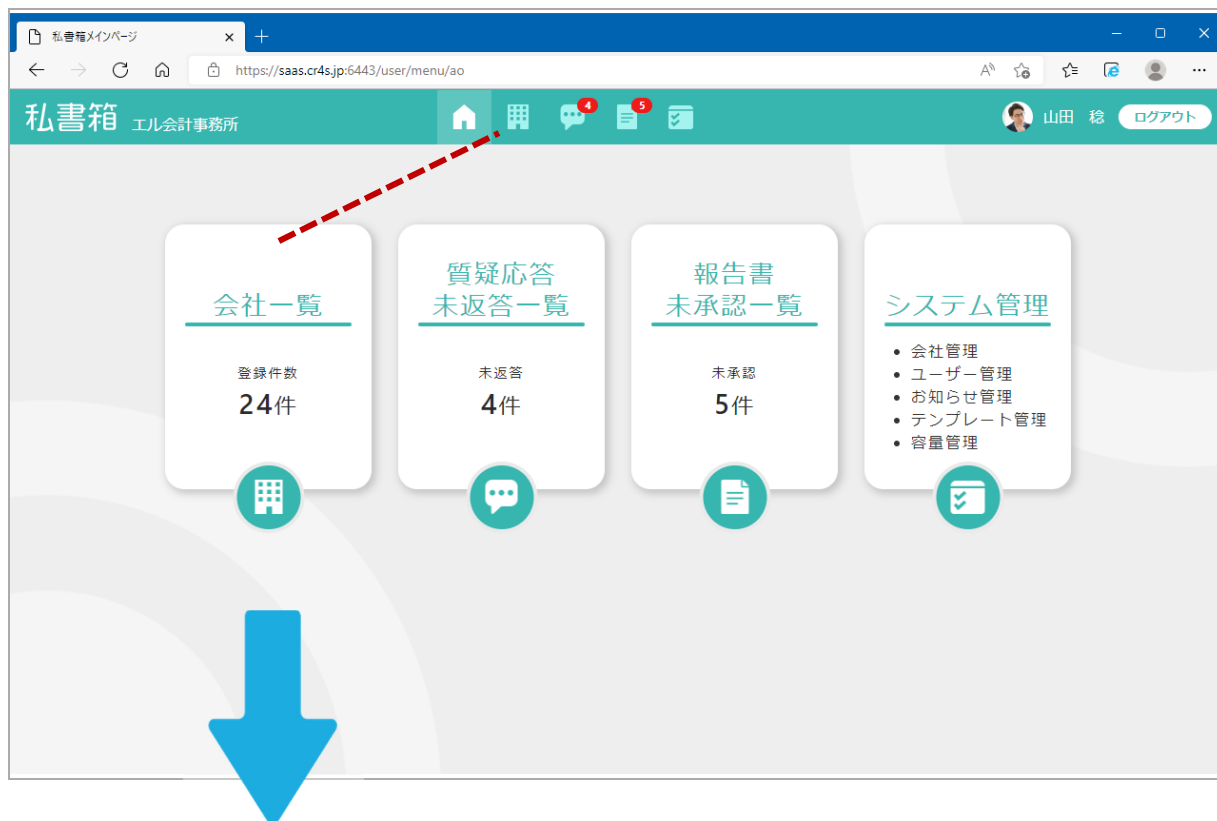 私書箱メインページ
https://saas.cr4s.jp:6443/user/menu/ao
私書箱 エル会計事務所
4
5
山田 稔
ログアウト
会社一覧
登録件数
24件
質疑応答
未返答一覧
未返答
4件
報告書
未承認一覧
未承認
5件
システム管理
• 会社管理
• ユーザー管理
• お知らせ管理
• テンプレート管理
• 容量管理